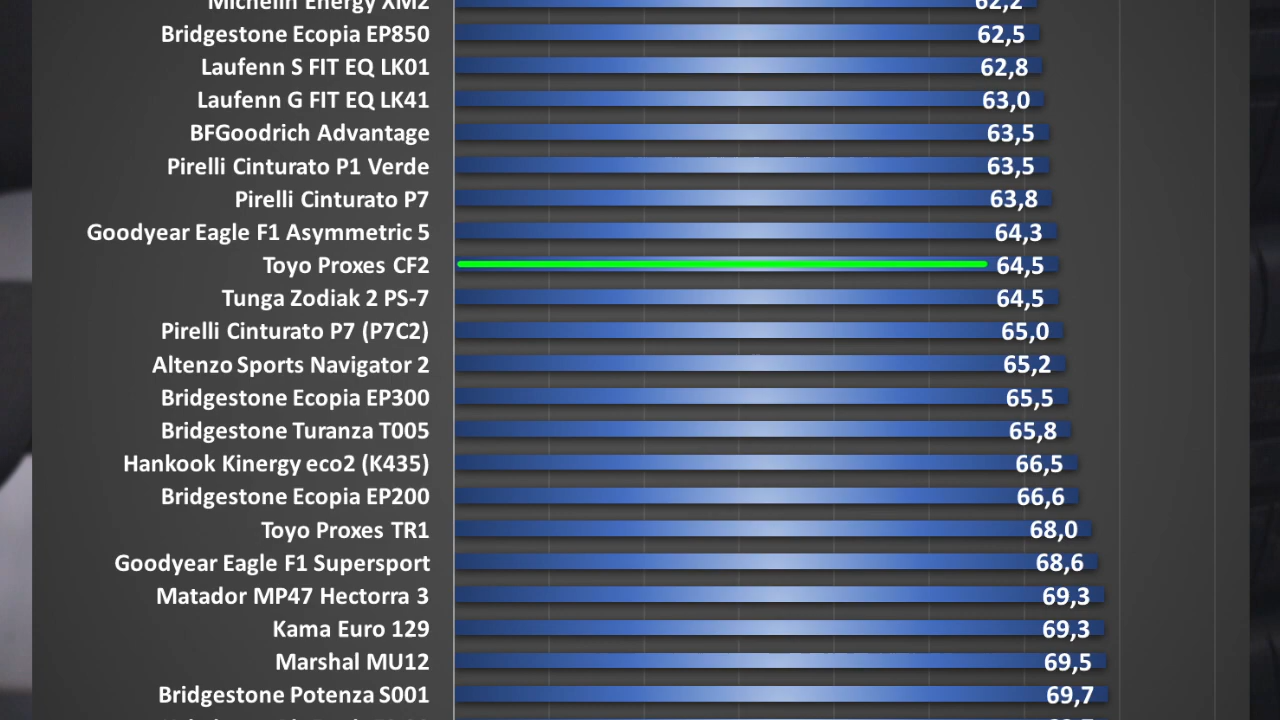 Michelin Energy XM2 62,2
Bridgestone Ecopia EP850 62,5
Laufenn S FIT EQ LK01 62,8
Laufenn G FIT EQ LK41 63,0
BFGoodrich Advantage 63,5
Pirelli Cinturato P1 Verde 63,5
Pirelli Cinturato P7 63,8
Goodyear Eagle F1 Asymmetric 5 64,3
Toyo Proxes CF2 64,5
Tunga Zodiak 2 PS-7 64,5
Pirelli Cinturato P7 (P7C2) 65,0
Altenzo Sports Navigator 2 65,2
Bridgestone Ecopia EP300 65,5
Bridgestone Turanza T005 65,8
Hankook Kinergy eco2 (K435) 66,5
Bridgestone Ecopia EP200 66,6
Toyo Proxes TR1 68,0
Goodyear Eagle F1 Supersport 68,6
Matador MP47 Hectorra 3 69,3
Kama Euro 129 69,3
Marshal MU12 69,5
Bridgestone Potenza S001 69,7